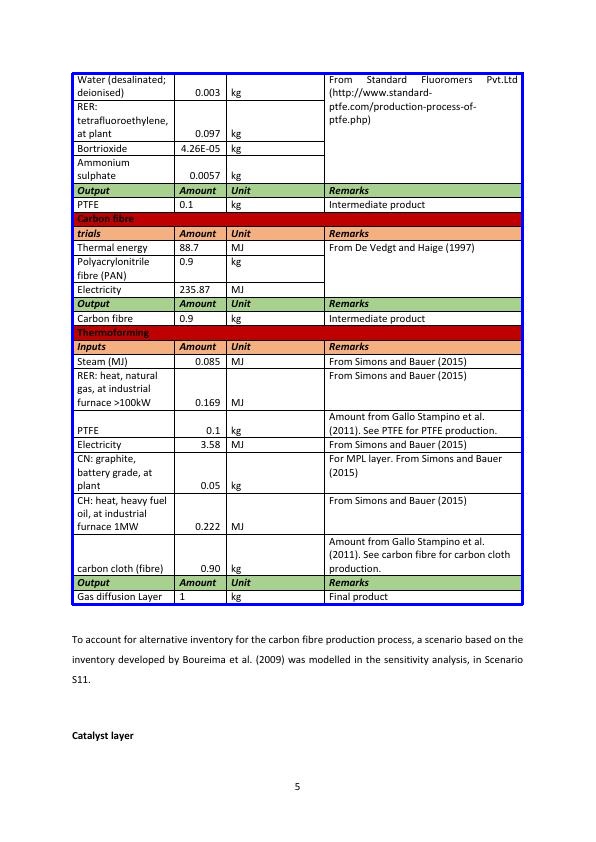 Water (desalinated;
deionised) 0.003 kg
From Standard Fluoromers Pvt.Ltd
(http://www.standard-
ptfe.com/production-process-of-
ptfe.php)
RER:
tetrafluoroethylene,
at plant 0.097 kg
Bortrioxide 4.26E-05 kg
Ammonium
sulphate 0.0057 kg
Output Amount Unit Remarks
PTFE 0.1 kg Intermediate product
Carbon fibre
trials Amount Unit Remarks
Thermal energy 88.7 MJ From De Vedgt and Haige (1997)
Polyacrylonitrile 0.9 kg
fibre (PAN)
Electricity 235.87 MJ
Output Amount Unit Remarks
Carbon fibre 0.9 kg Intermediate product
Thermoforming
Inputs Amount Unit Remarks
Steam (MJ) 0.085 MJ From Simons and Bauer (2015)
RER: heat, natural
gas, at industrial
furnace >100kW 0.169 MJ
From Simons and Bauer (2015)
PTFE 0.1 kg
Amount from Gallo Stampino et al.
(2011). See PTFE for PTFE production.
Electricity 3.58 MJ From Simons and Bauer (2015)
CN: graphite,
battery grade, at
plant 0.05 kg
For MPL layer. From Simons and Bauer
(2015)
CH: heat, heavy fuel
oil, at industrial
furnace 1MW 0.222 MJ
From Simons and Bauer (2015)
carbon cloth (fibre) 0.90 kg
Amount from Gallo Stampino et al.
(2011). See carbon fibre for carbon cloth
production.
Output Amount Unit Remarks
Gas diffusion Layer 1 kg Final product
To account for alternative inventory for the carbon fibre production process, a scenario based on the
inventory developed by Boureima et al. (2009) was modelled in the sensitivity analysis, in Scenario
S11.
Catalyst layer
5